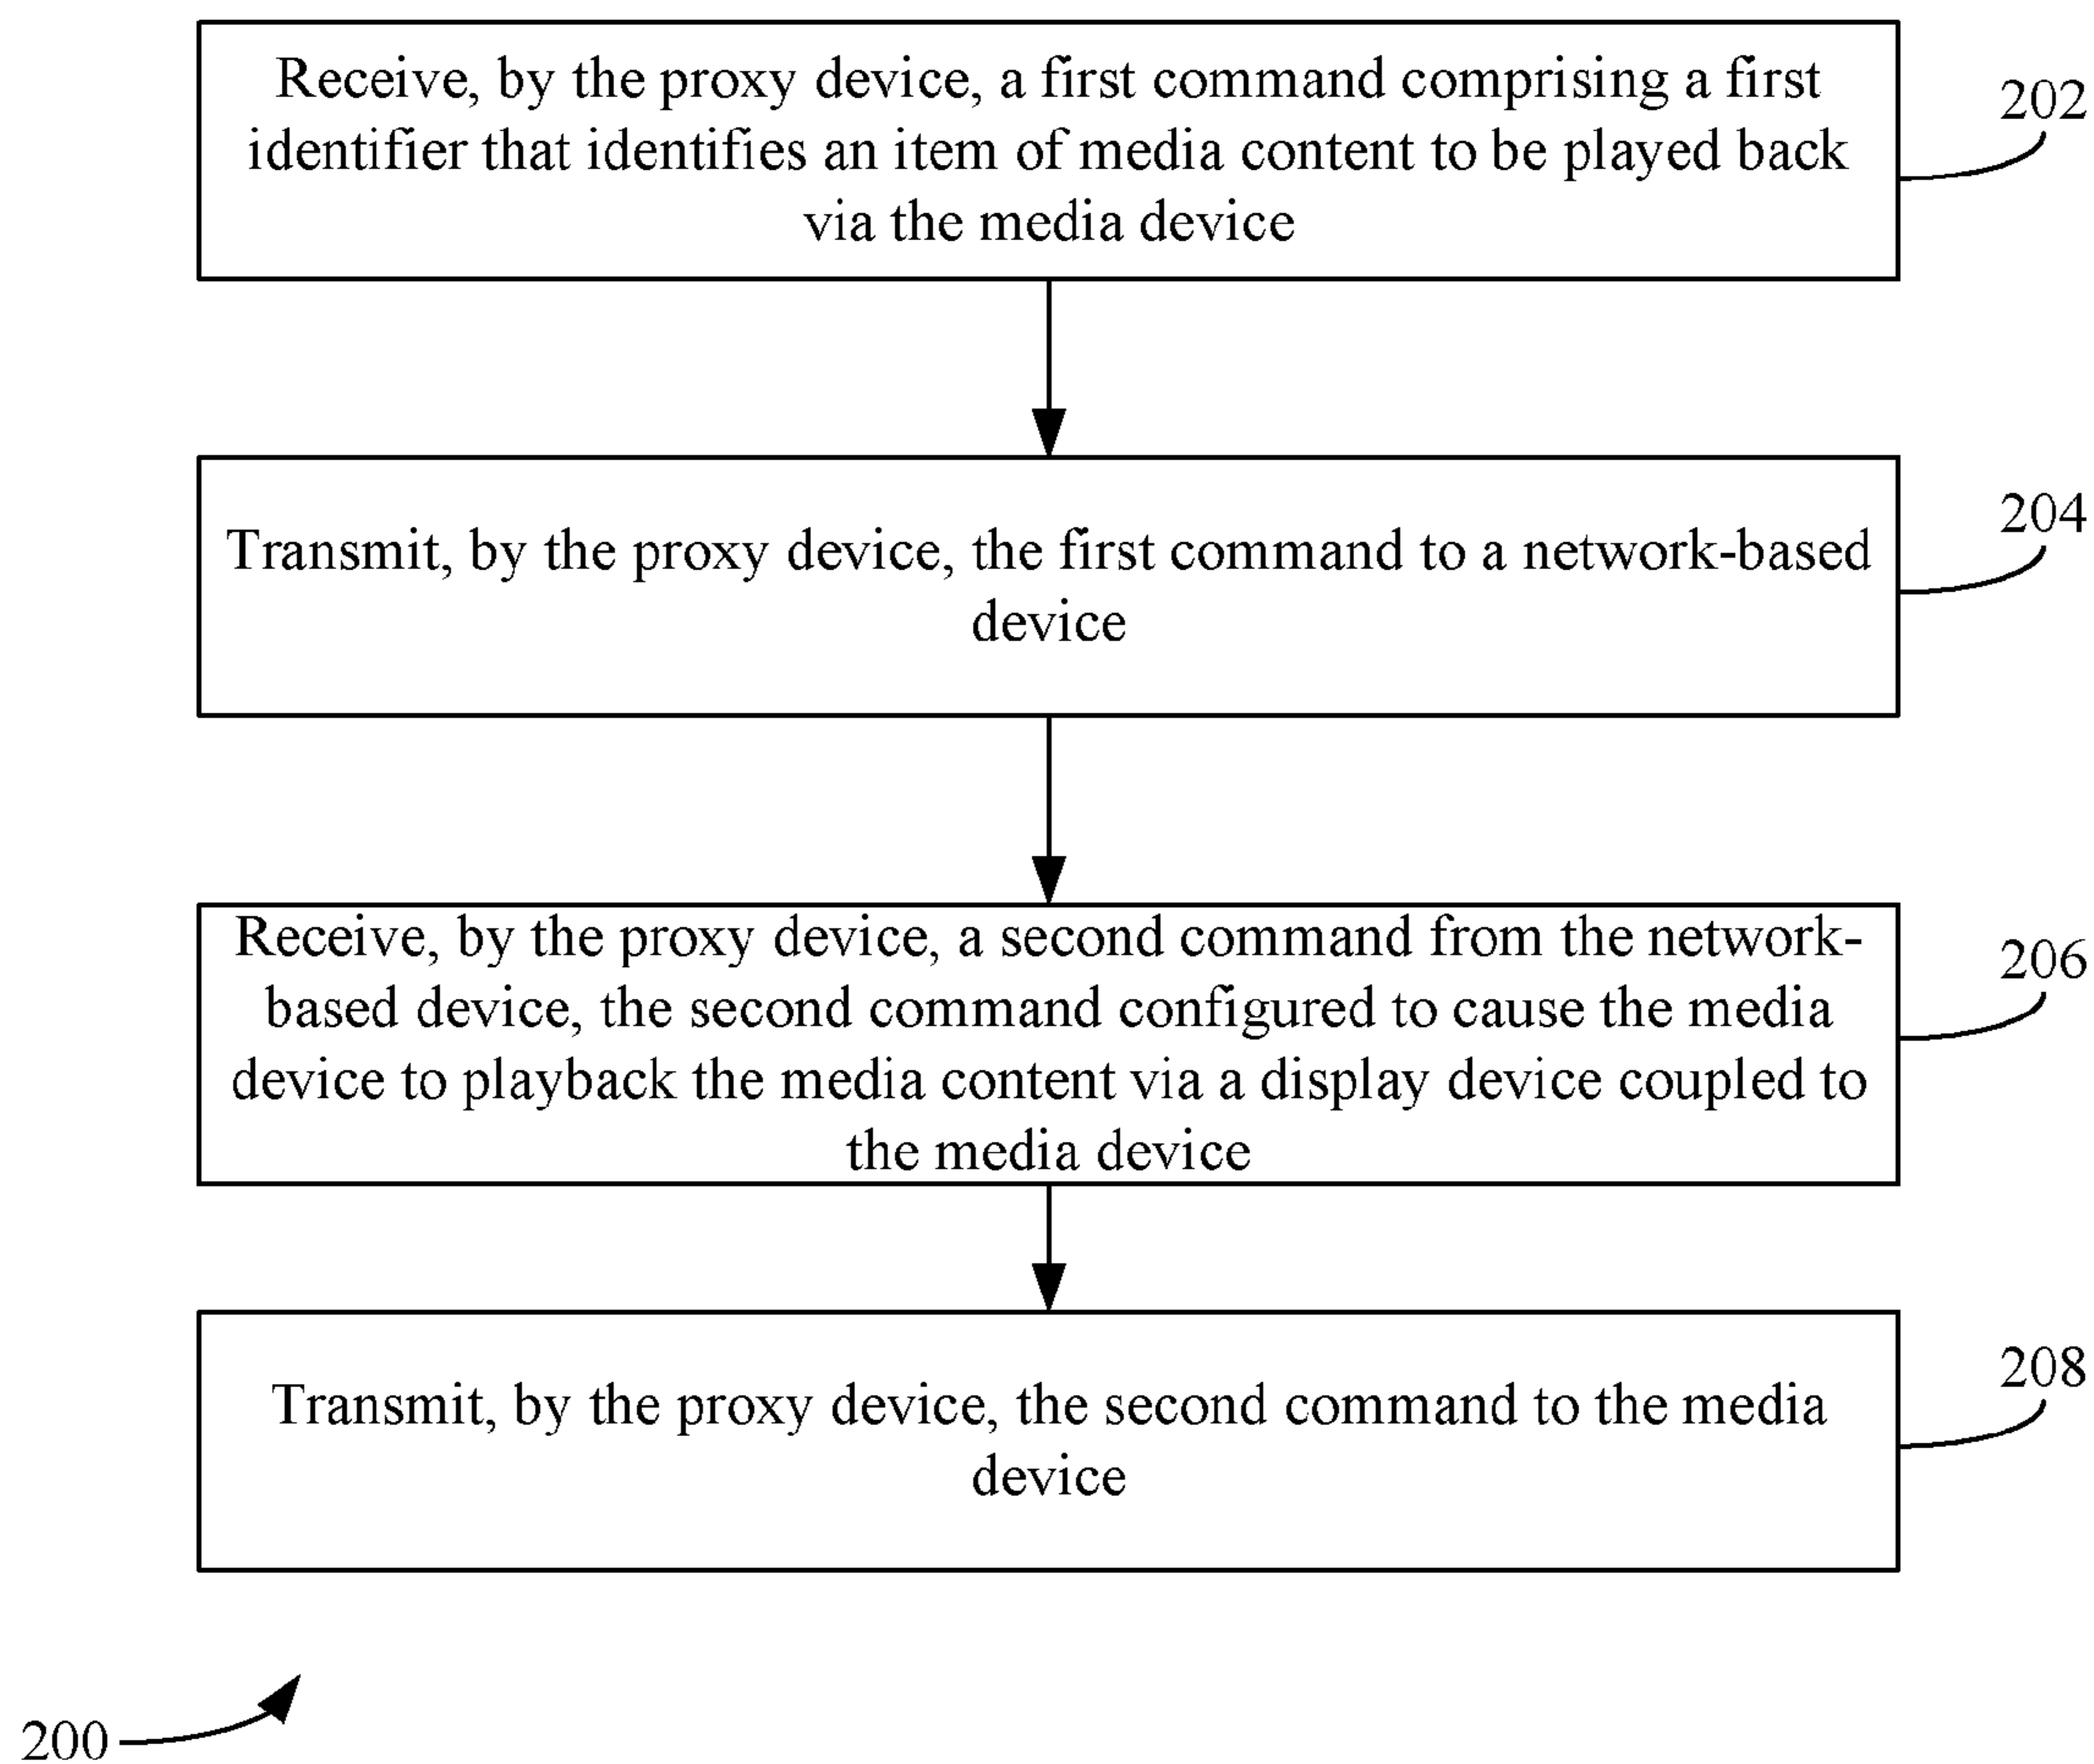 Receive, by the proxy device, a first command comprising a first
identifier that identifies an item of media content to be played back
via the media device
202
Transmit, by the proxy device, the first command to a network-based
device
204
Receive, by the proxy device, a second command from the network-
based device, the second command configured to cause the media
device to playback the media content via a display device coupled to
the media device
206
Transmit, by the proxy device, the second command to the media
device
208
200